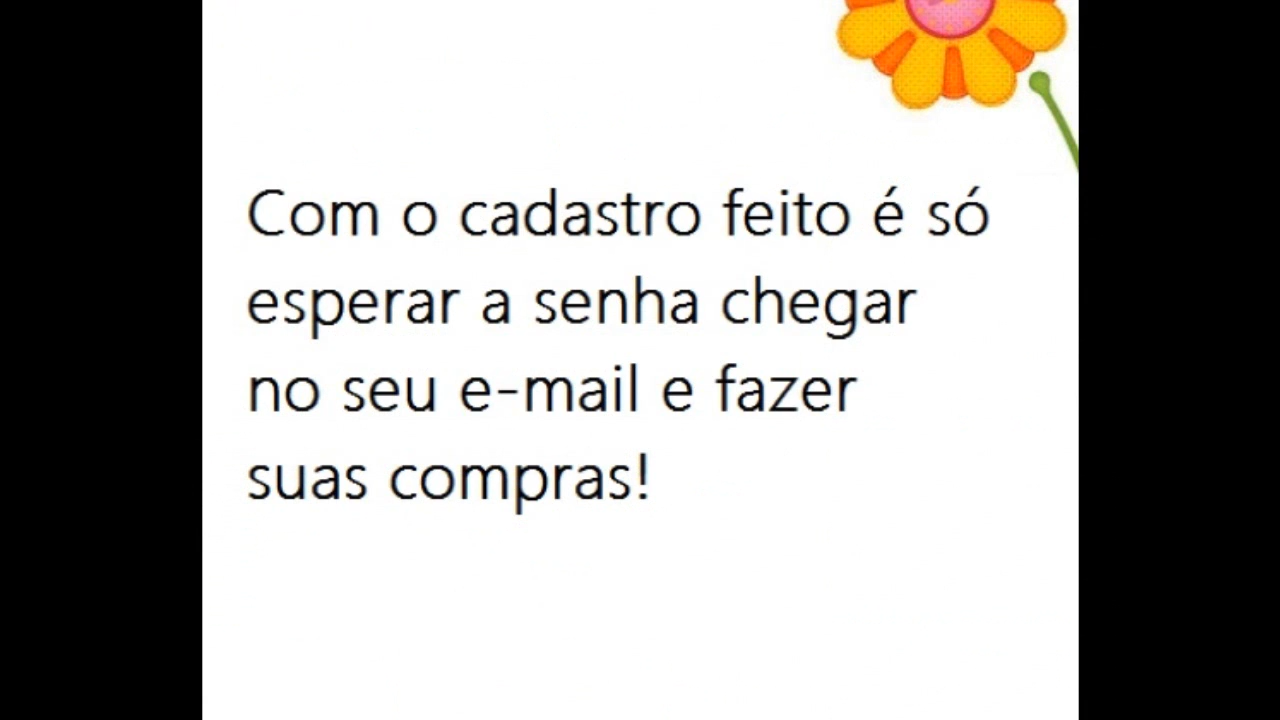 Com o cadastro feito é só
esperar a senha chegar
no seu e-mail e fazer
suas compras!